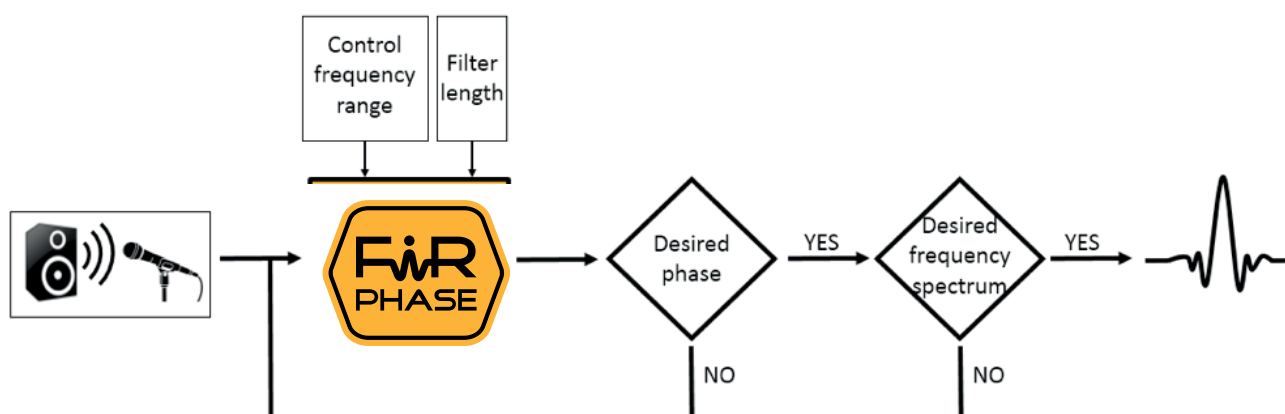 Control
frequency
range
Filter
length
FIR
PHASE
Desired
phase
YES
NO
Desired
frequency
spectrum
YES
NO